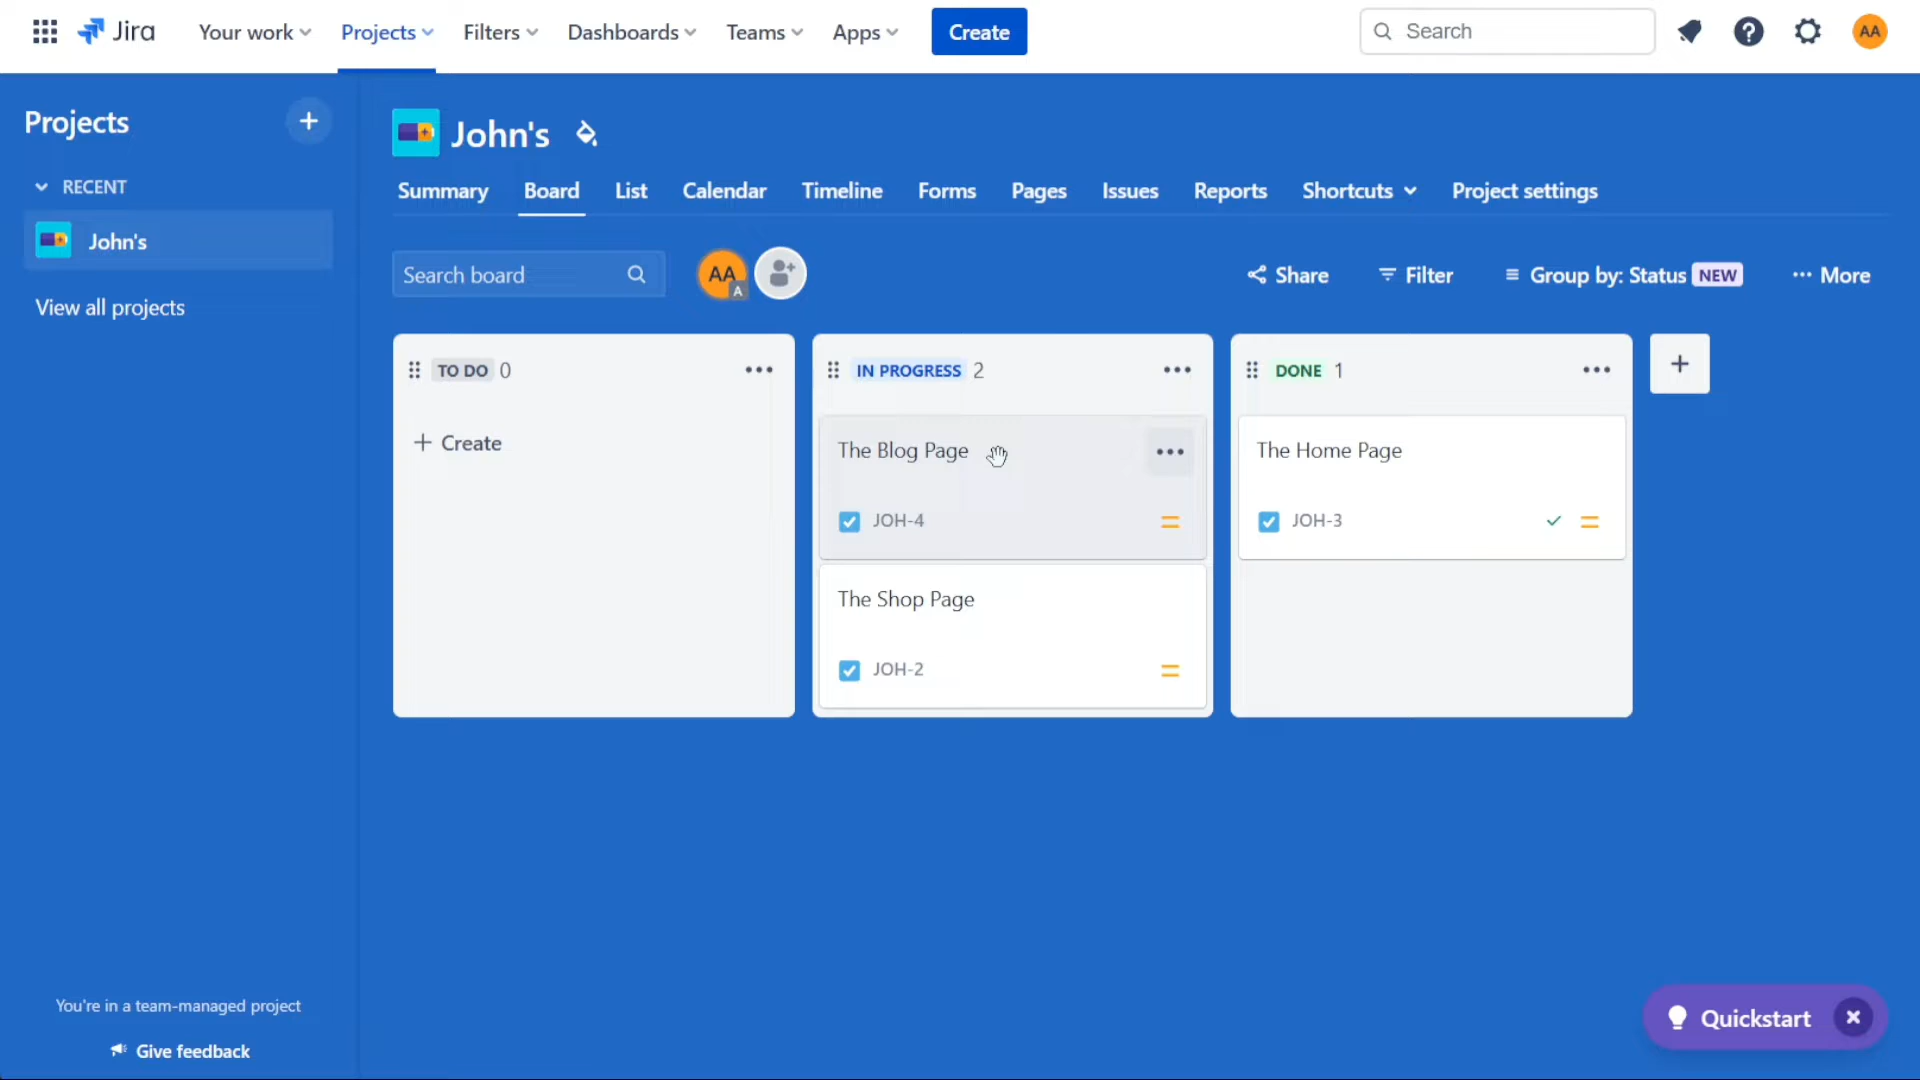 Jira Your work Projects Filters Dashboards Teams Apps Create Search AA
Projects
RECENT
John's
View all projects
John's
Summary Board List Calendar Timeline Forms Pages Issues Reports Shortcuts Project settings
Search board AA A Share Filter Group by: Status NEW More
TO DO 0
Create
IN PROGRESS 2
The Blog Page
JOH-4
The Shop Page
JOH-2
DONE 1
The Home Page
JOH-3
You're in a team-managed project
Give feedback
Quickstart